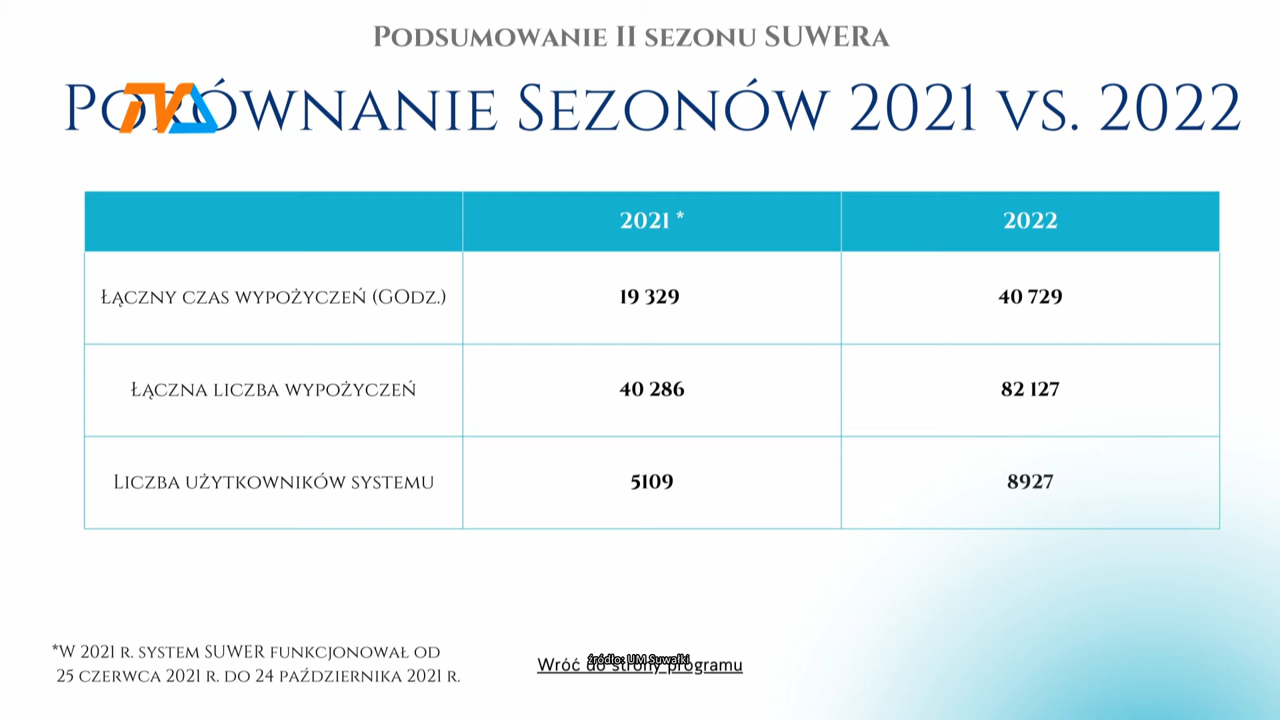 Podsumowanie II sezonu SUWERa
Porównanie Sezonów 2021 vs. 2022
2021 * 2022
Łączny czas wypożyczeń (GOdz.) 19 329 40 729
Łączna liczba wypożyczeń 40 286 82 127
Liczba użytkowników systemu 5109 8927
*W 2021 r. system SUWER funkcjonował od
25 czerwca 2021 r. do 24 października 2021 r.
źródło: UM Suwałki
Wróć do strony programu